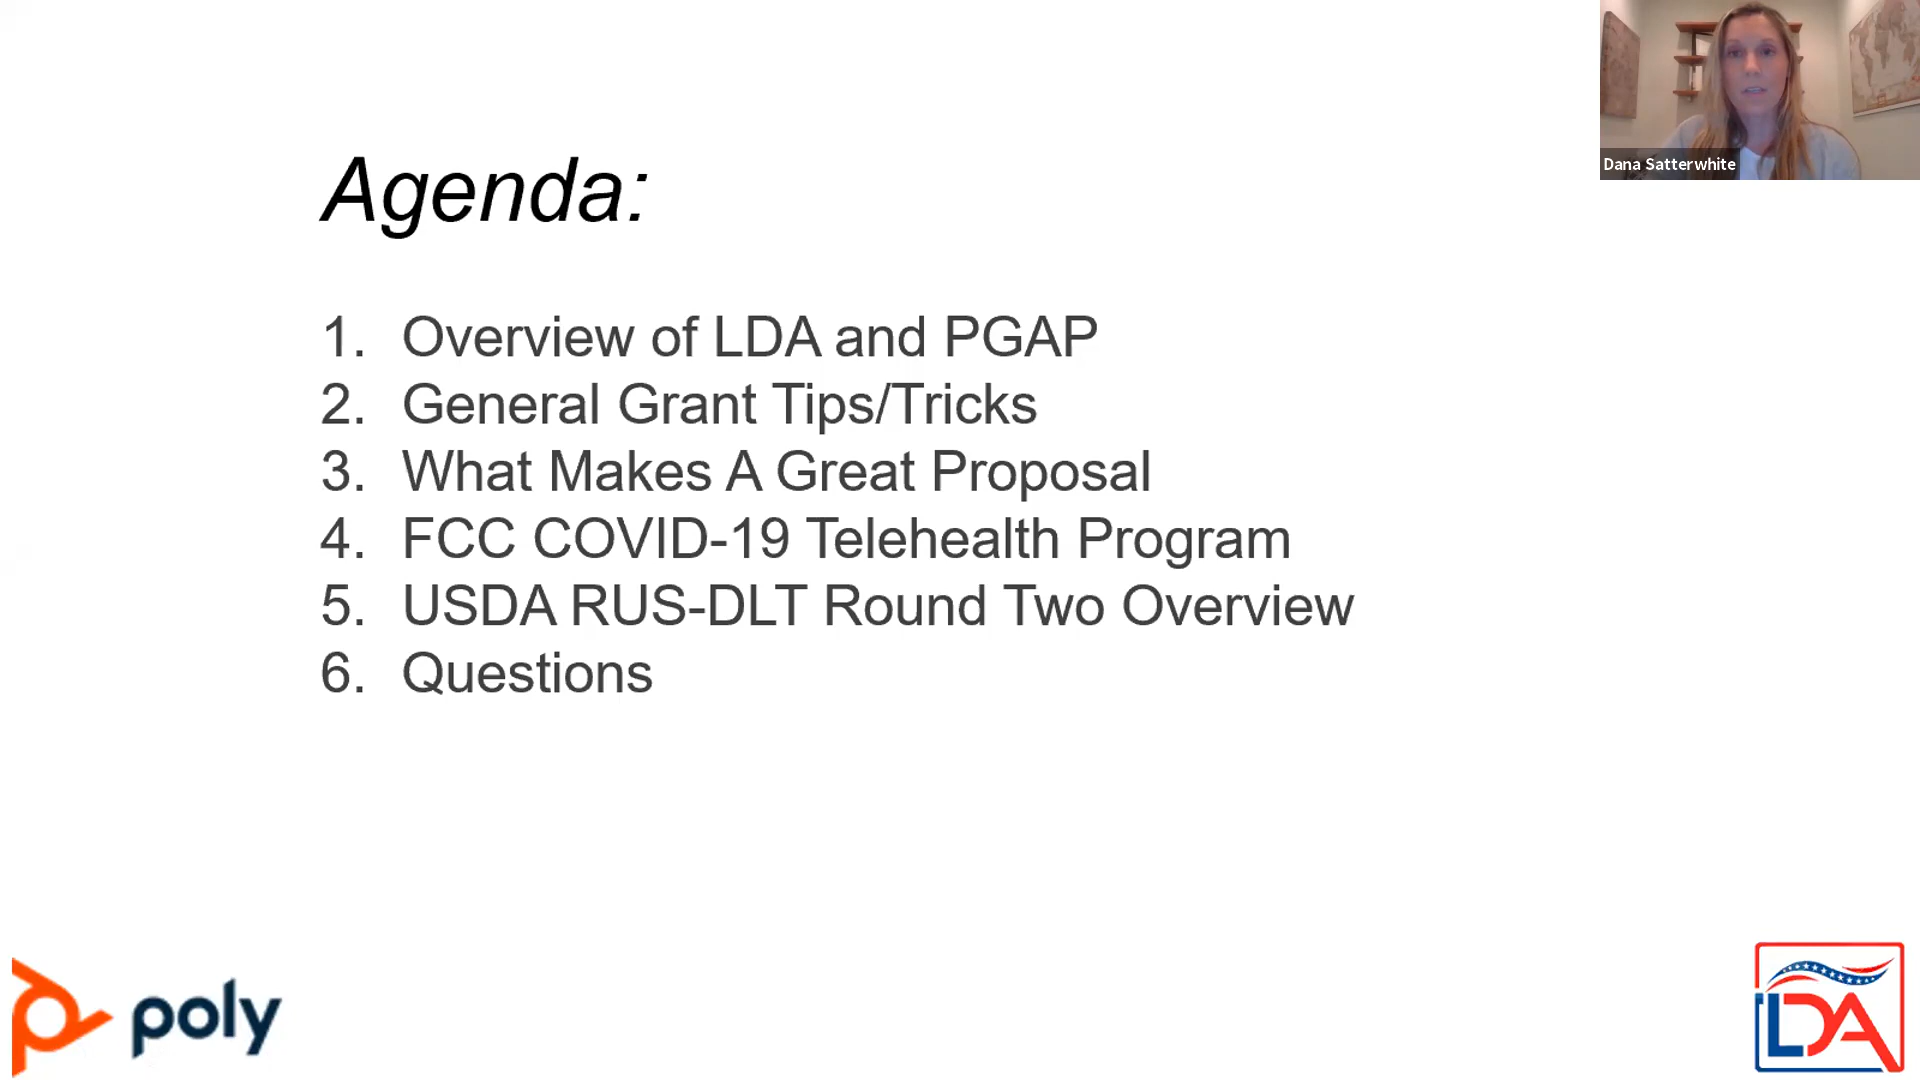 Dana Satterwhite
Agenda:
1. Overview of LDA and PGAP
2. General Grant Tips/Tricks
3. What Makes A Great Proposal
4. FCC COVID-19 Telehealth Program
5. USDA RUS-DLT Round Two Overview
6. Questions
poly
LDA